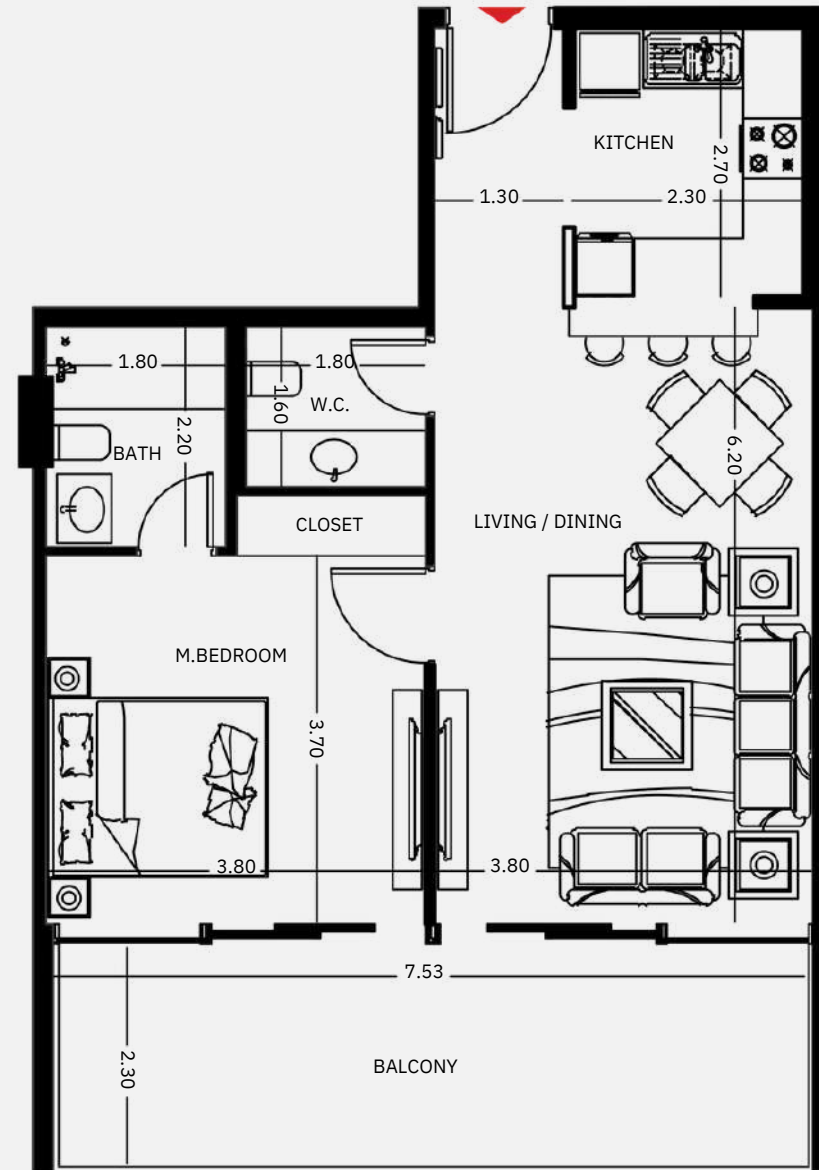 KITCHEN
2.70
1.30
2.30
1.80
1.80
1.60
W.C.
2.20
BATH
6.20
CLOSET
LIVING / DINING
M.BEDROOM
3.70
3.80
3.80
7.53
2.30
BALCONY